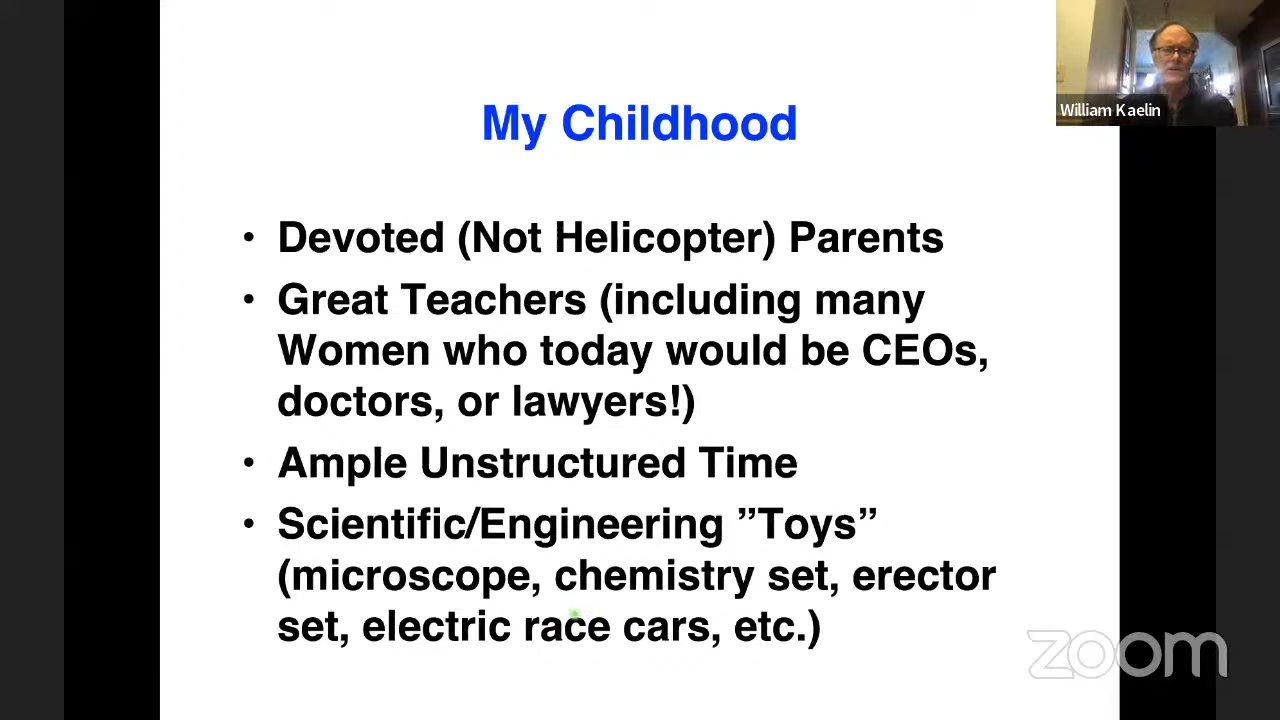 My Childhood
William Kaelin
• Devoted (Not Helicopter) Parents
• Great Teachers (including many
Women who today would be CEOs,
doctors, or lawyers!)
• Ample Unstructured Time
• Scientific/Engineering ”Toys”
(microscope, chemistry set, erector
set, electric race cars, etc.)
zoom